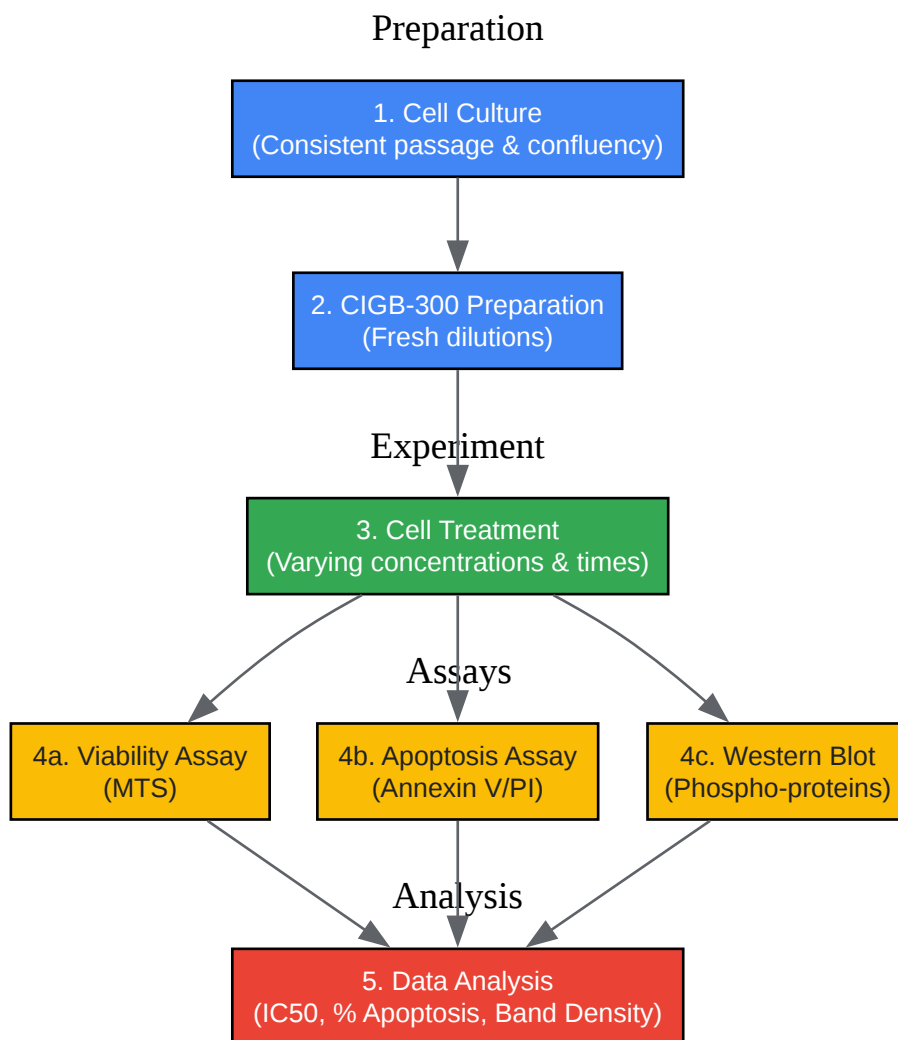 Preparation
1. Cell Culture
(Consistent passage & confluency)
2. CIGB-300 Preparation
(Fresh dilutions)
Experiment
3. Cell Treatment
(Varying concentrations & times)
Assays
4a. Viability Assay
(MTS)
4b. Apoptosis Assay
(Annexin V/PI)
4c. Western Blot
(Phospho-proteins)
Analysis
5. Data Analysis
(IC50, % Apoptosis, Band Density)